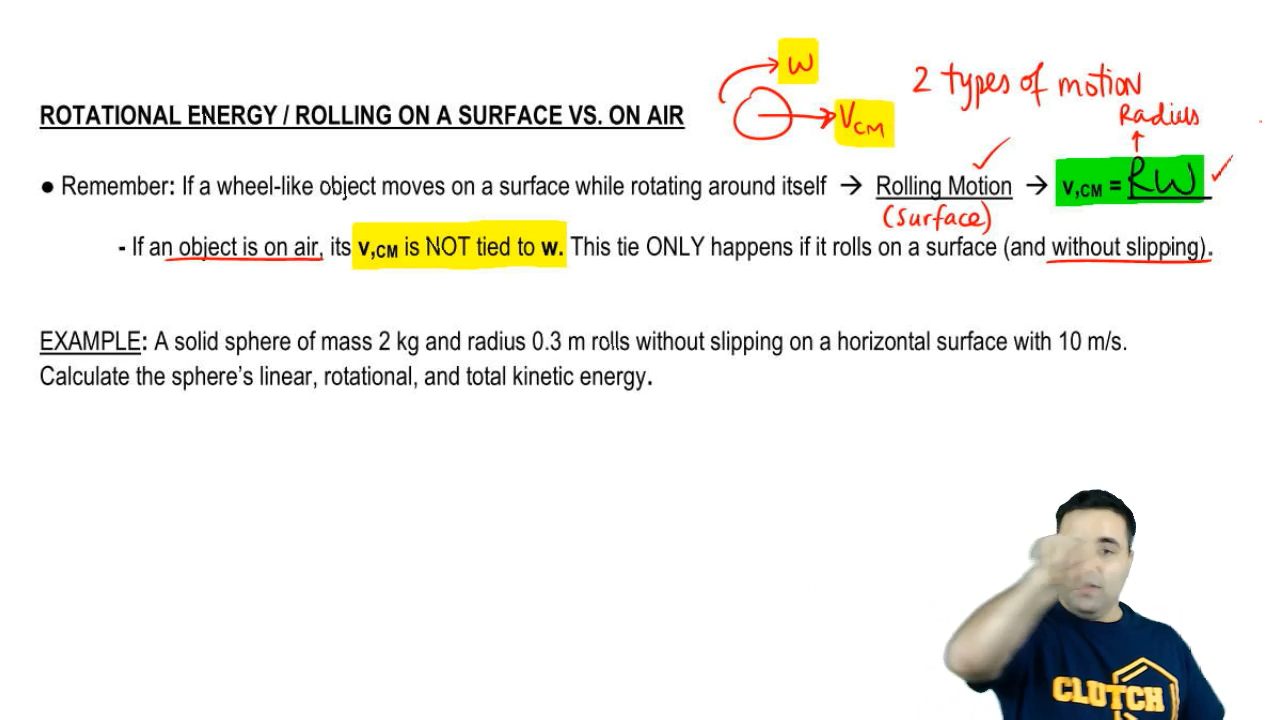 W
2 types of motion
V CM
Radius
ROTATIONAL ENERGY / ROLLING ON A SURFACE VS. ON AIR
● Remember: If a wheel-like object moves on a surface while rotating around itself → Rolling Motion → v,CM = RW
(surface)
- If an object is on air, its v,CM is NOT tied to w. This tie ONLY happens if it rolls on a surface (and without slipping).
EXAMPLE: A solid sphere of mass 2 kg and radius 0.3 m rolls without slipping on a horizontal surface with 10 m/s.
Calculate the sphere's linear, rotational, and total kinetic energy.
CLUTCH